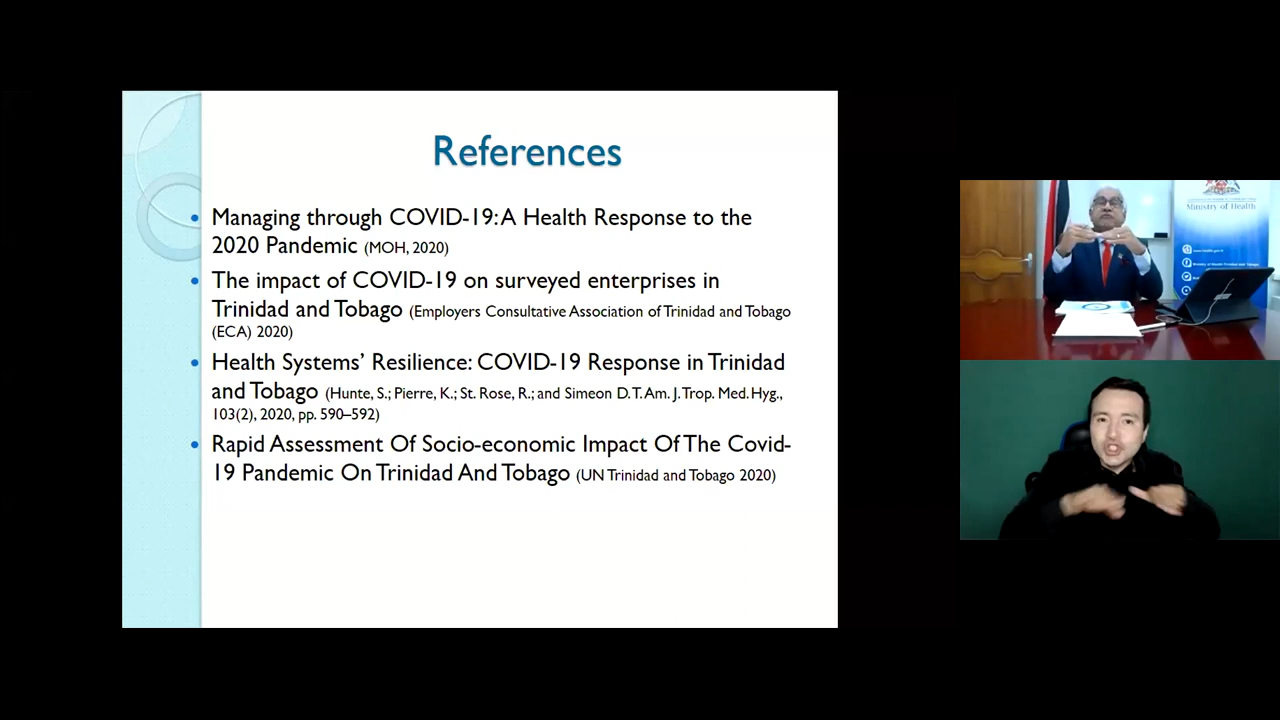 References
Managing through COVID-19: A Health Response to the
2020 Pandemic (MOH, 2020)
The impact of COVID-19 on surveyed enterprises in
Trinidad and Tobago (Employers Consultative Association of Trinidad and Tobago
(ECA) 2020)
Health Systems' Resilience: COVID-19 Response in Trinidad
and Tobago (Hunte, S.; Pierre, K.; St. Rose, R.; and Simeon D. T. Am. J. Trop. Med. Hyg.,
103(2), 2020, pp. 590–592)
Rapid Assessment Of Socio-economic Impact Of The Covid-
19 Pandemic On Trinidad And Tobago (UN Trinidad and Tobago 2020)
Ministry of Health